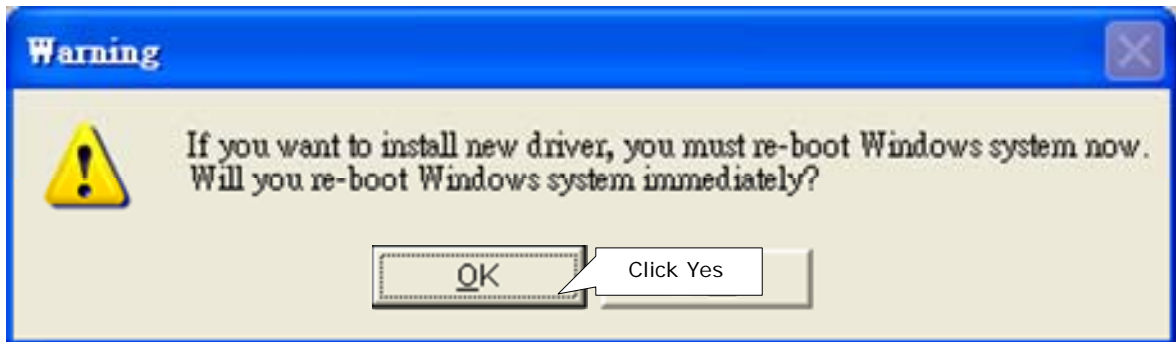 Warning
If you want to install new driver, you must re-boot Windows system now.
Will you re-boot Windows system immediately?
OK
Click Yes